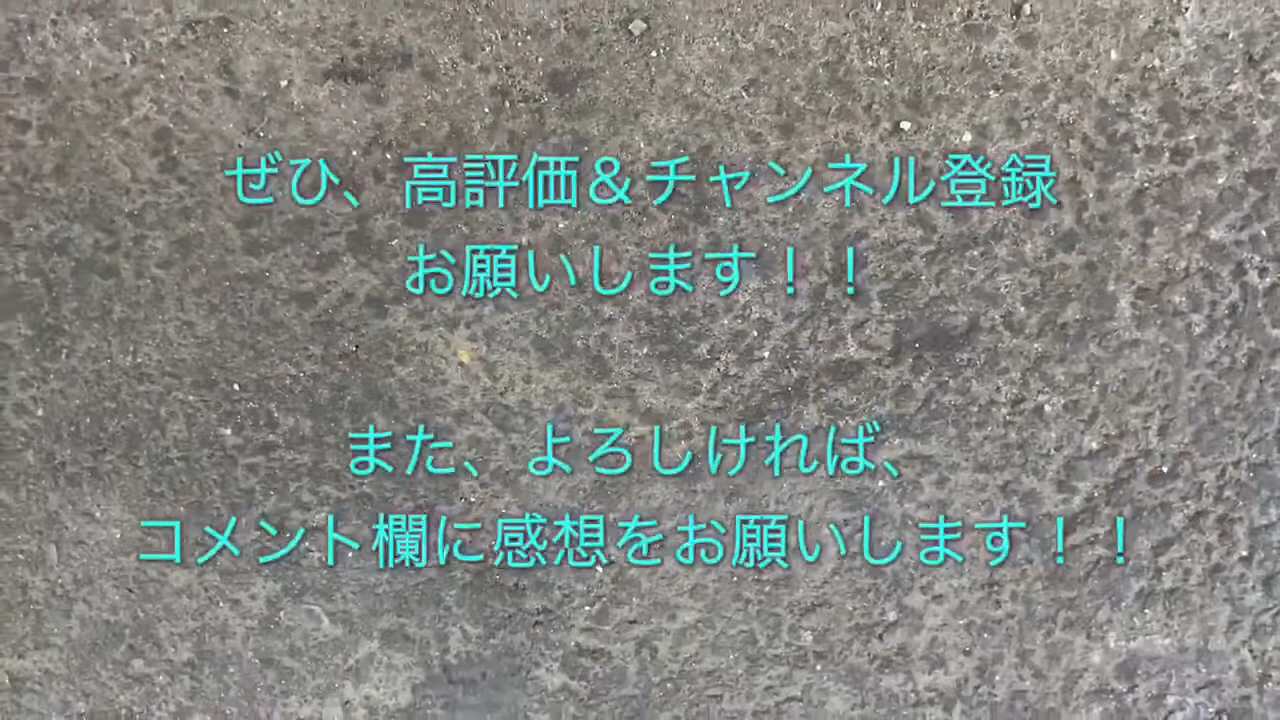 ぜひ、高評価＆チャンネル登録
お願いします！！
また、よろしければ、
コメント欄に感想をお願いします！！